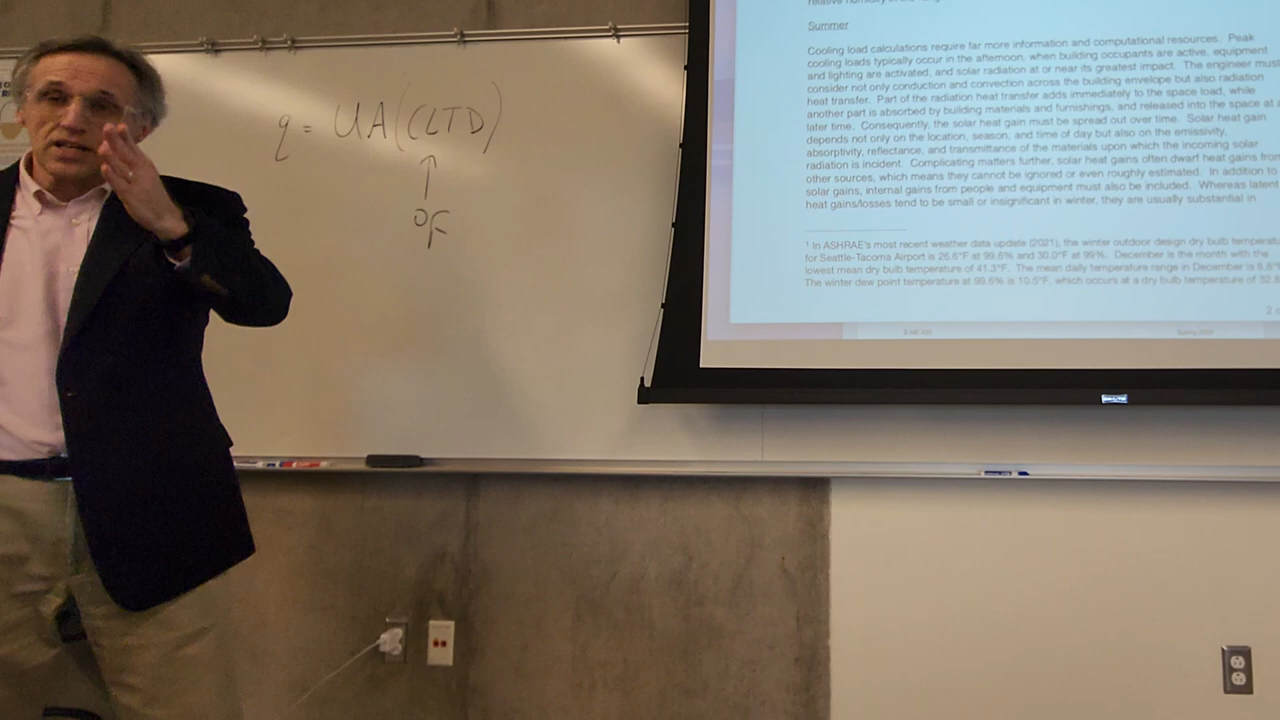 q = UA(CLTD)
↑
°F
Summer
Cooling load calculations require far more information and computational resources. Peak
cooling loads typically occur in the afternoon, when building occupants are active, equipment
and lighting are activated, and solar radiation at or near its greatest impact. The engineer must
consider not only conduction and convection across the building envelope but also radiation
heat transfer. Part of the radiation heat transfer adds immediately to the space load, while
another part is absorbed by building materials and furnishings, and released into the space at
later time. Consequently, the solar heat gain must be spread out over time. Solar heat gain
depends not only on the location, season, and time of day but also on the emissivity,
absorptivity, reflectance, and transmittance of the materials upon which the incoming solar
radiation is incident. Complicating matters further, solar heat gains often dwarf heat gains from
other sources, which means they cannot be ignored or even roughly estimated. In addition to
solar gains, internal gains from people and equipment must also be included. Whereas latent
heat gains/losses tend to be small or insignificant in winter, they are usually substantial in
1 In ASHRAE's most recent weather data update (2021), the winter outdoor design dry bulb
for Seattle-Tacoma Airport is 26.6°F at 99.6% and 30.0°F at 99%. December is the month with the
lowest mean dry bulb temperature of 41.3°F. The mean daily temperature range in December is
The winter dew point temperature at 99.6% is 10.5°F, which occurs at a dry bulb temperature of
2